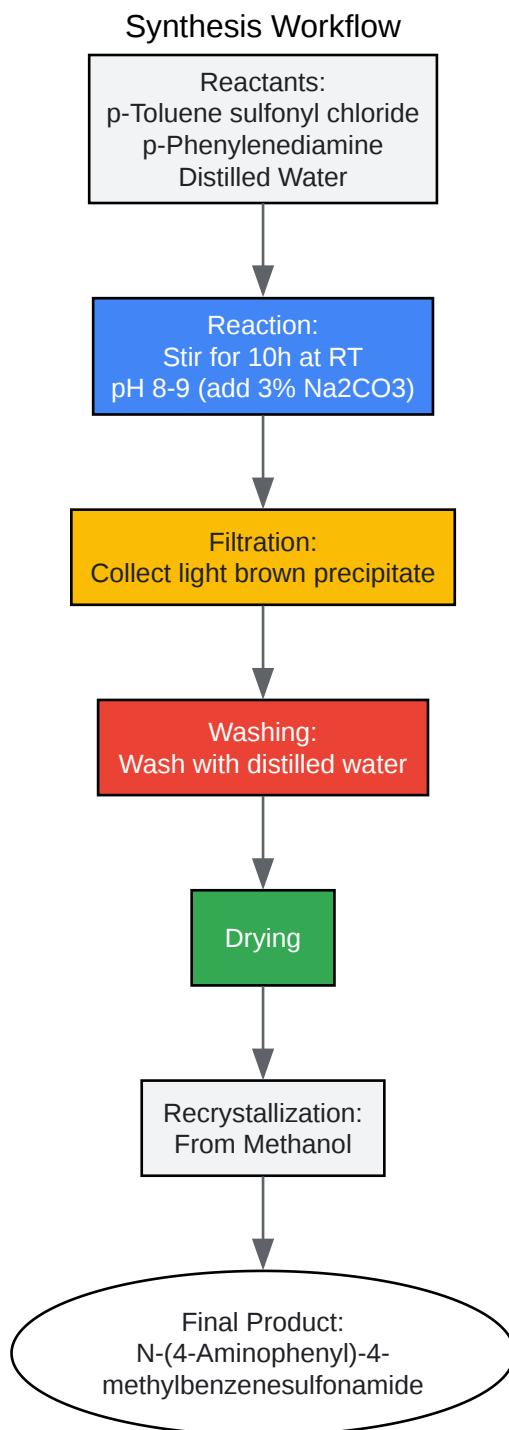 Synthesis Workflow
Reactants:
p-Toluene sulfonyl chloride
p-Phenylenediamine
Distilled Water
Reaction:
Stir for 10h at RT
pH 8-9 (add 3% Na2CO3)
Filtration:
Collect light brown precipitate
Washing:
Wash with distilled water
Drying
Recrystallization:
From Methanol
Final Product:
N-(4-Aminophenyl)-4-
methylbenzenesulfonamide